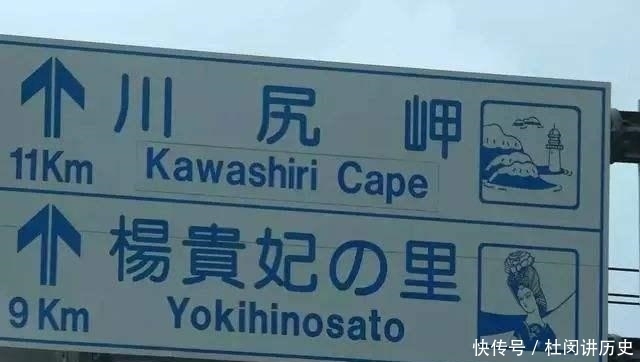 川尻岬
11Km Kawashiri Cape
楊貴妃の里
9 Km Yokihinosato
快传号 / 杜闵讲历史